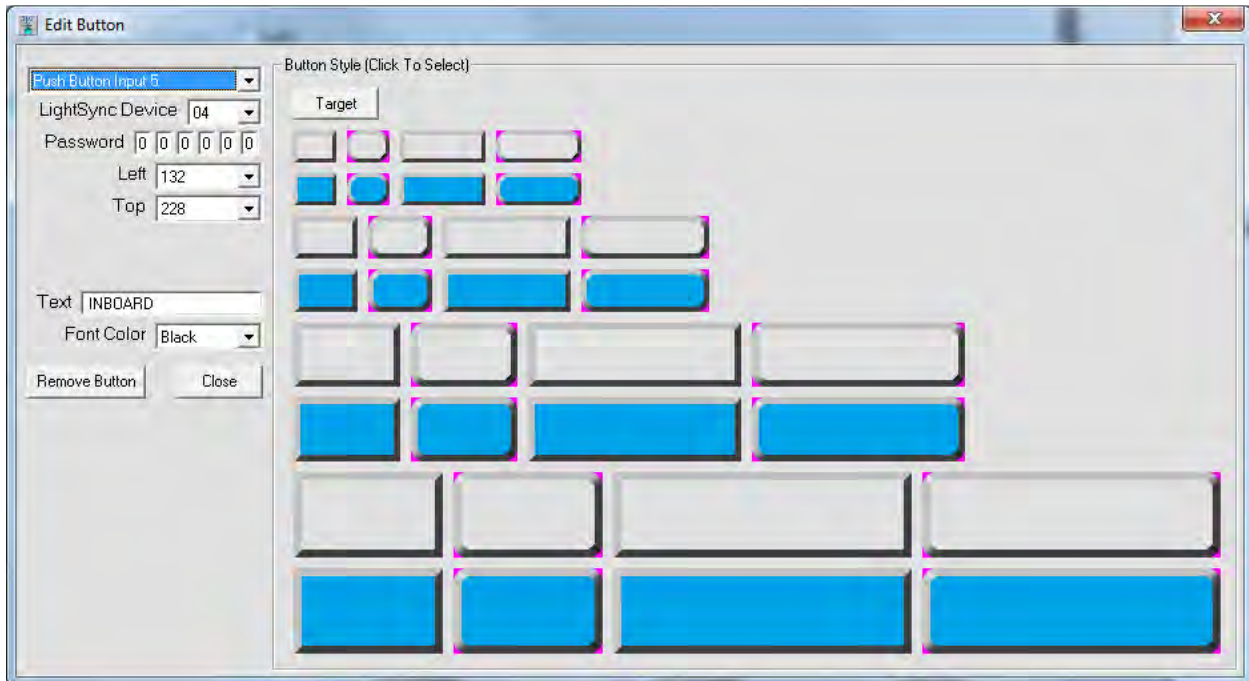 Edit Button
Push Button Input 5
LightSync Device 04
Password 0 0 0 0 0 0
Left 132
Top 228
Text INBOARD
Font Color Black
Remove Button Close
Button Style (Click To Select)
Target